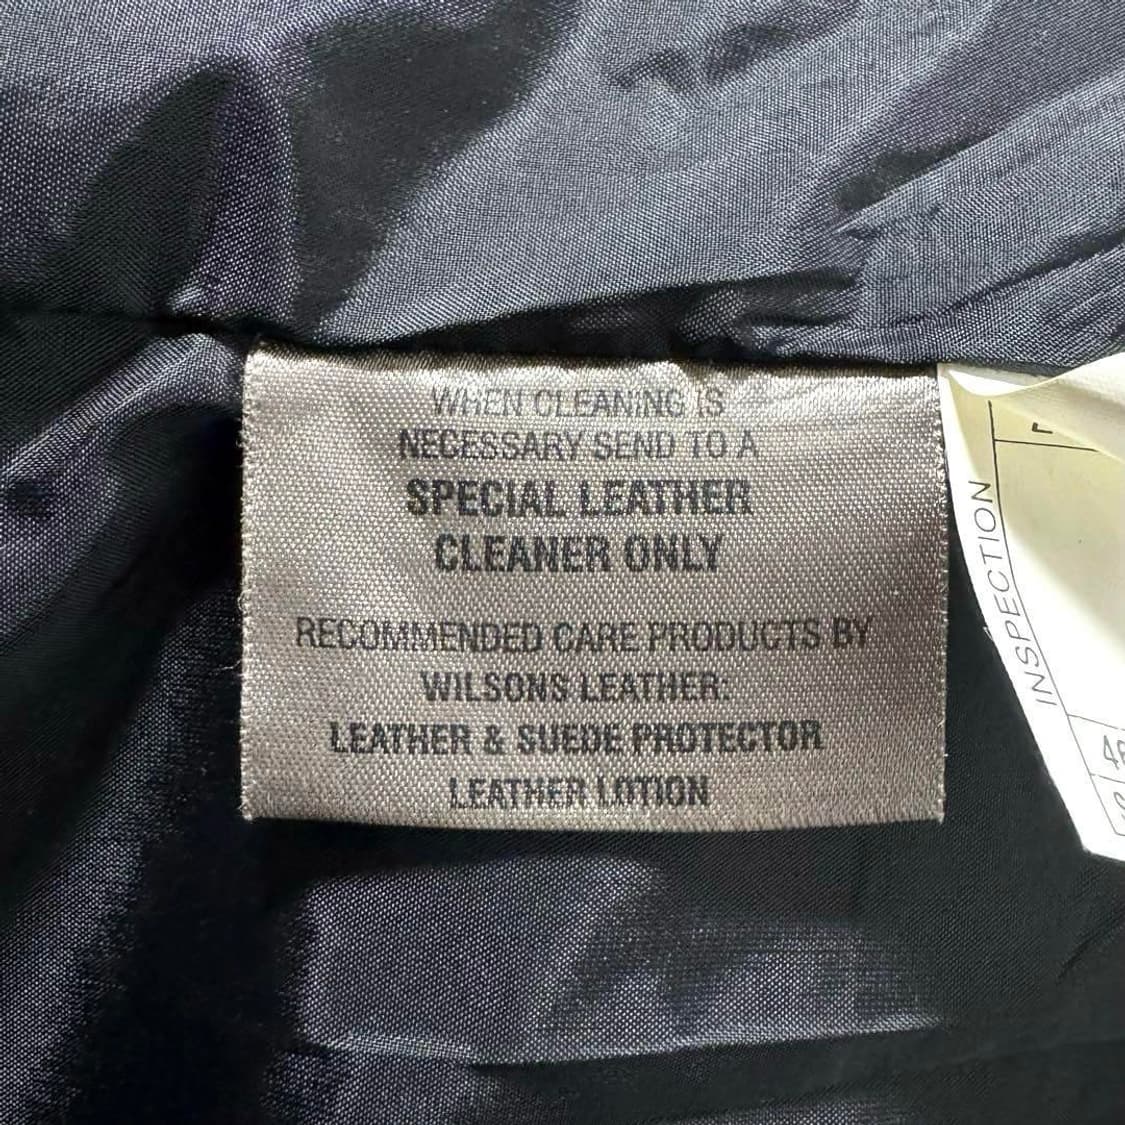 WHEN CLEANING IS
NECESSARY SEND TO A
SPECIAL LEATHER
CLEANER ONLY
RECOMMENDED CARE PRODUCTS BY
WILSONS LEATHER:
LEATHER & SUEDE PROTECTOR
LEATHER LOTION
INSPECTION